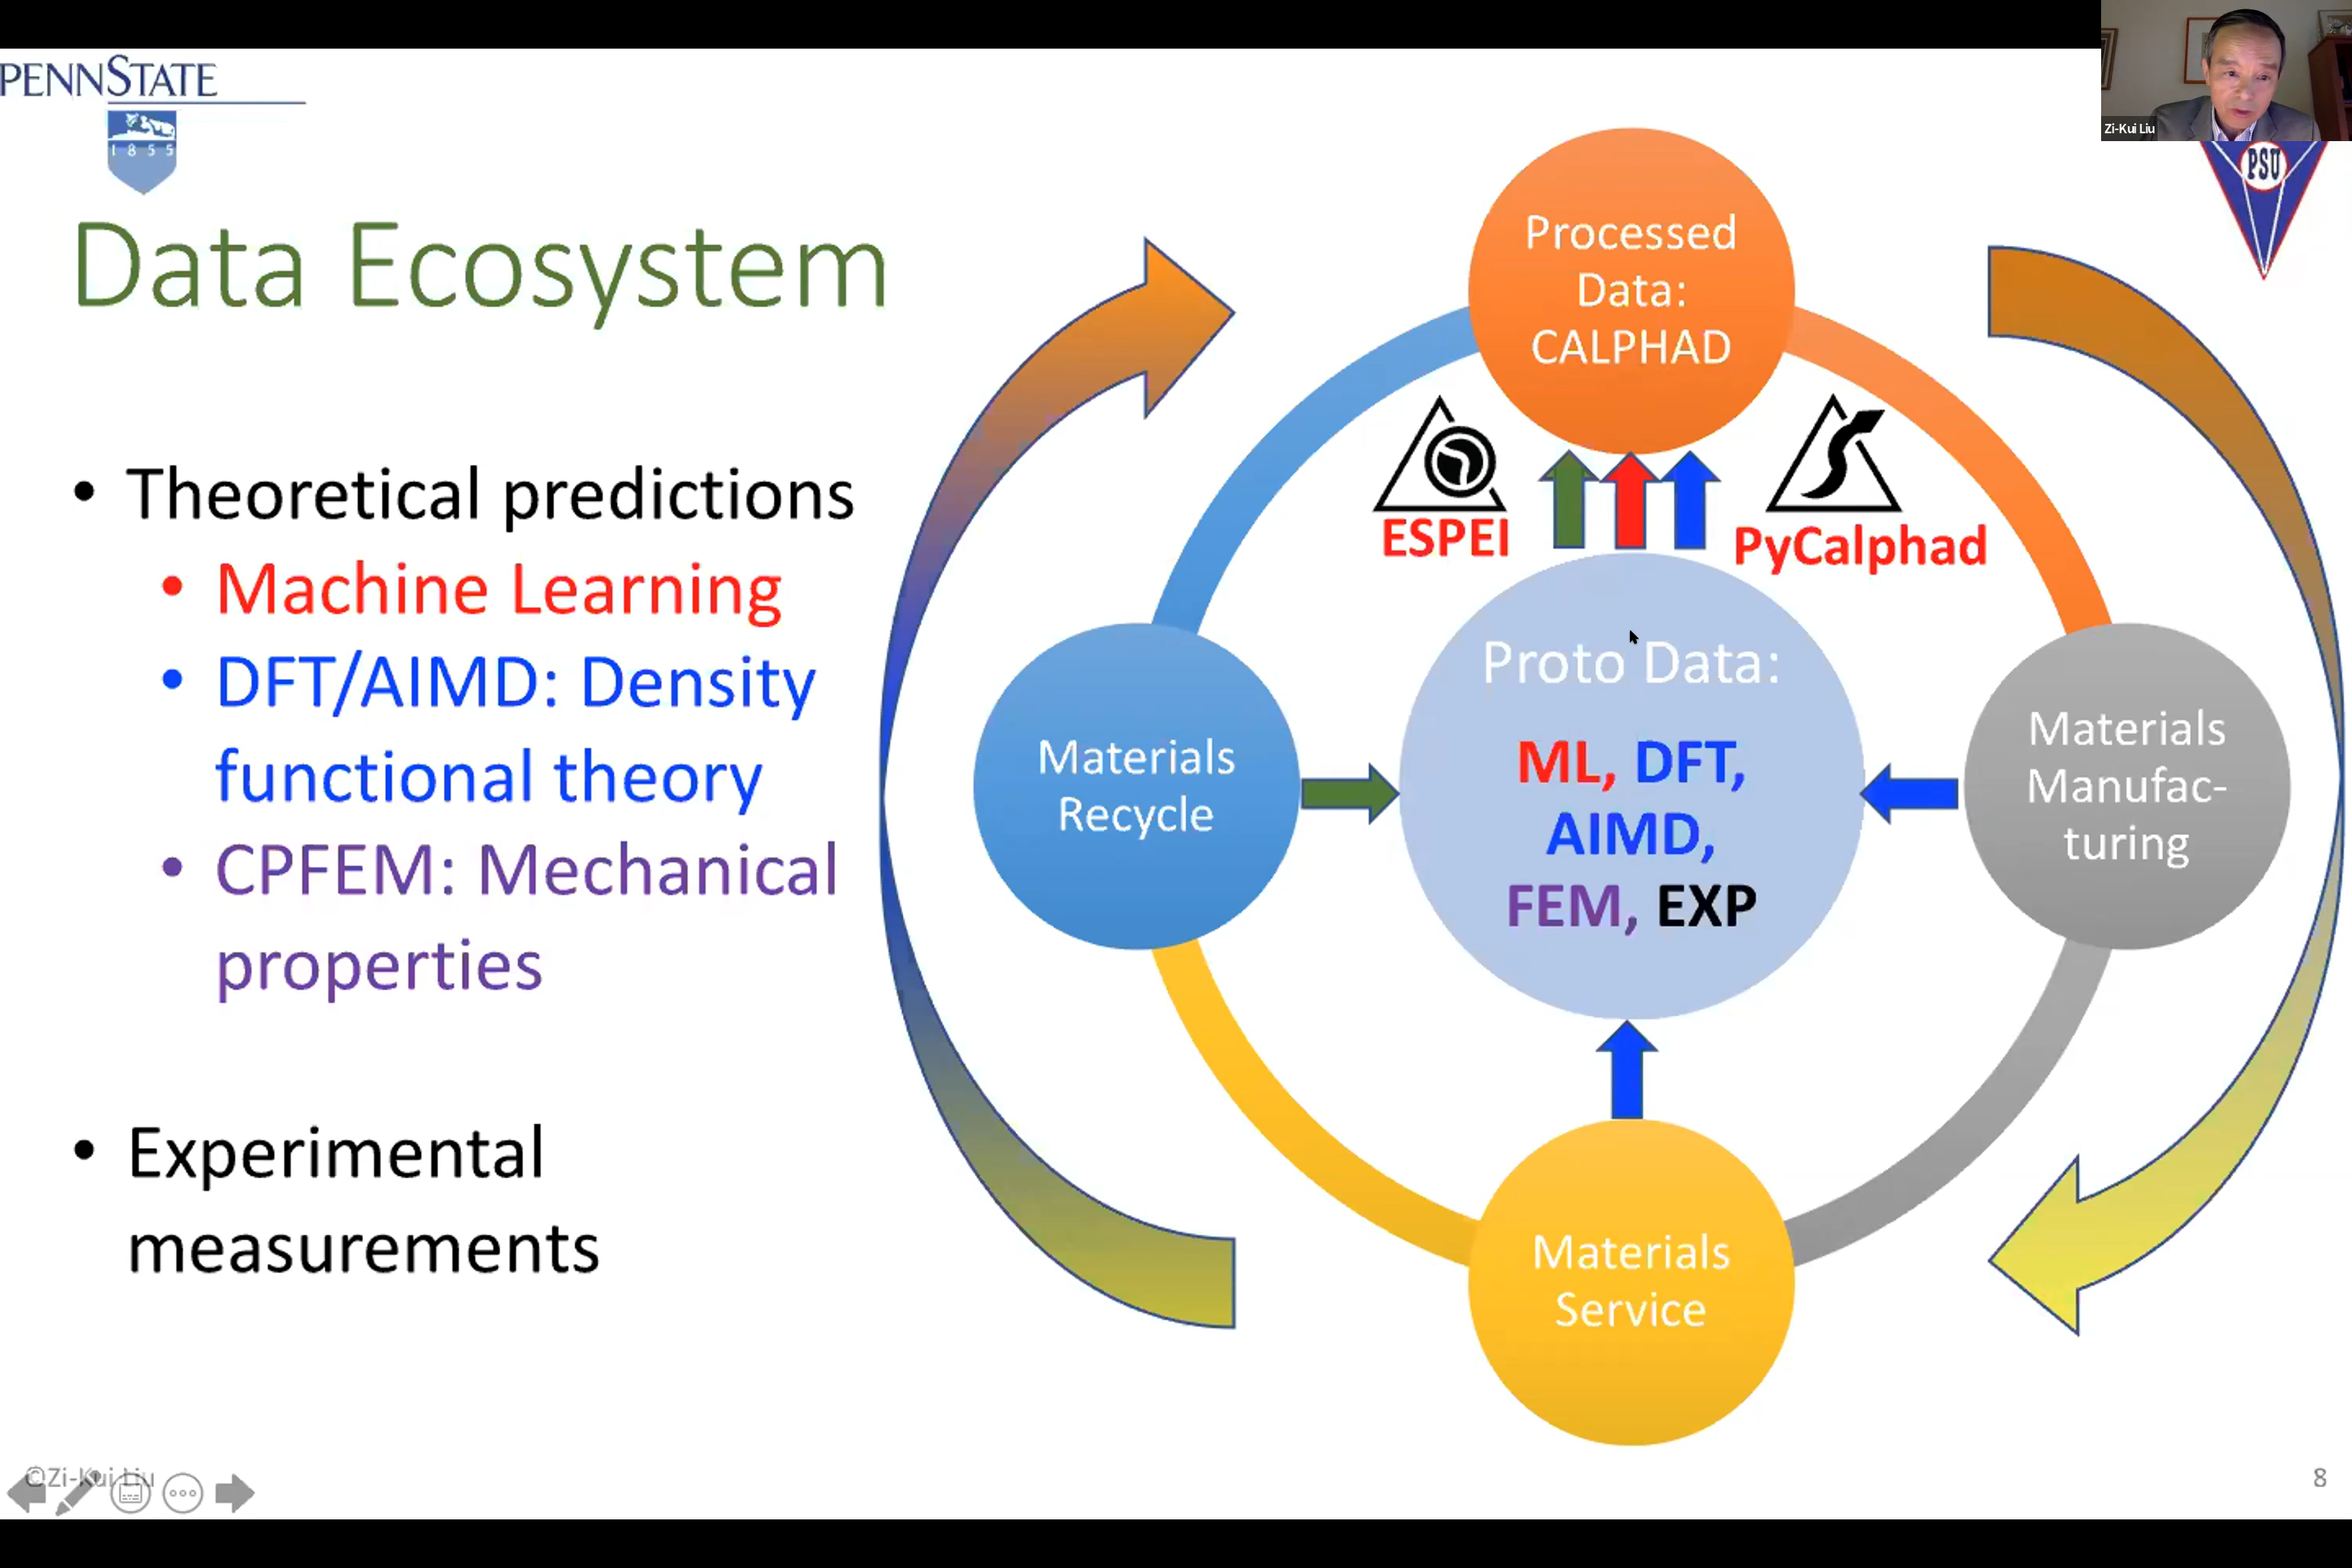 PENNSTATE
1855
Zi-Kui Liu
PSU
Data Ecosystem
• Theoretical predictions
• Machine Learning
• DFT/AIMD: Density
functional theory
• CPFEM: Mechanical
properties
• Experimental
measurements
Processed
Data:
CALPHAD
ESPEI
PyCalphad
Proto Data:
ML, DFT,
AIMD,
FEM, EXP
Materials
Recycle
Materials
Manufac-
turing
Materials
Service
©Zi-Kui Liu
8